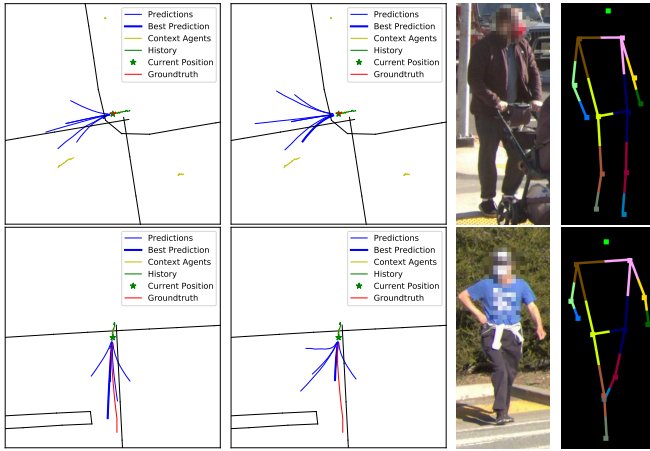 Predictions
Best Prediction
Context Agents
History
Current Position
Groundtruth
Predictions
Best Prediction
Context Agents
History
Current Position
Groundtruth
Predictions
Best Prediction
Context Agents
History
Current Position
Groundtruth
Predictions
Best Prediction
Context Agents
History
Current Position
Groundtruth